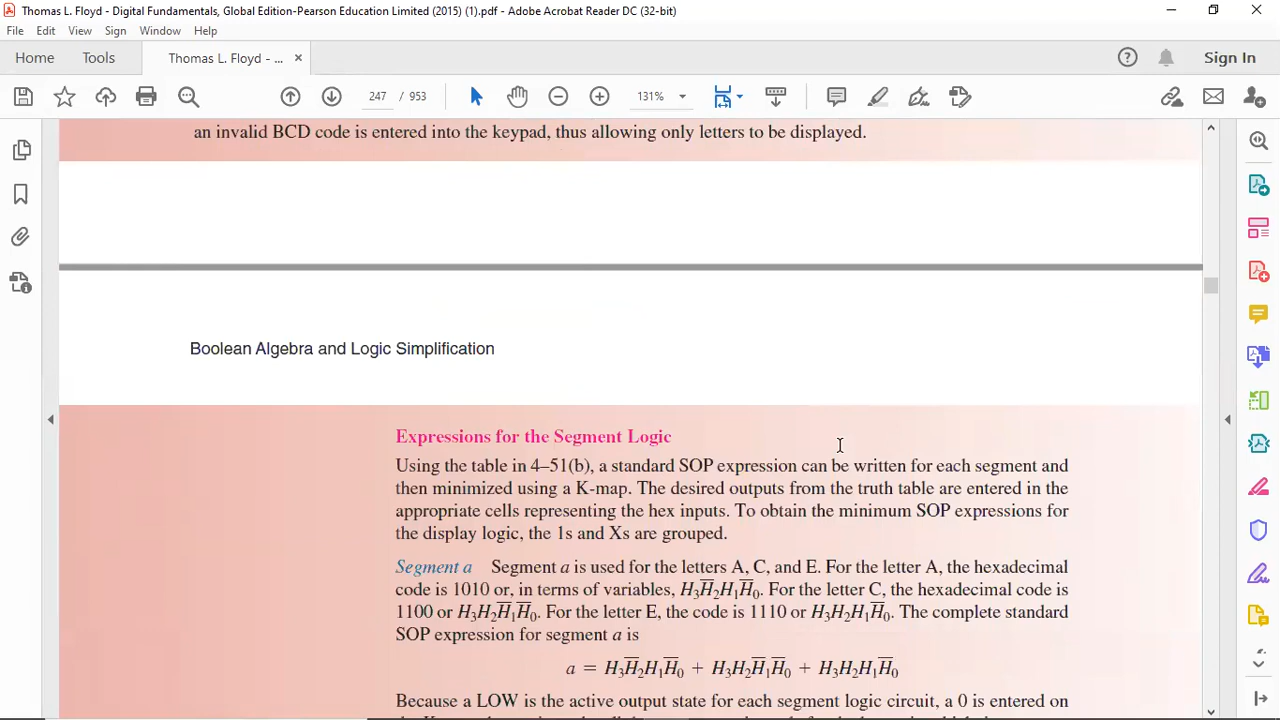 Thomas L. Floyd - Digital Fundamentals, Global Edition-Pearson Education Limited (2015) (1).pdf - Adobe Acrobat Reader DC (32-bit)
File Edit View Sign Window Help
Home Tools Thomas L. Floyd - ... × Sign In
247 / 953 131%
an invalid BCD code is entered into the keypad, thus allowing only letters to be displayed.
Boolean Algebra and Logic Simplification
Expressions for the Segment Logic
Using the table in 4–51(b), a standard SOP expression can be written for each segment and
then minimized using a K-map. The desired outputs from the truth table are entered in the
appropriate cells representing the hex inputs. To obtain the minimum SOP expressions for
the display logic, the 1s and Xs are grouped.
Segment a Segment a is used for the letters A, C, and E. For the letter A, the hexadecimal
code is 1010 or, in terms of variables, H₃H̅₂H₁H̅₀. For the letter C, the hexadecimal code is
1100 or H₃H₂H̅₁H̅₀. For the letter E, the code is 1110 or H₃H₂H₁H̅₀. The complete standard
SOP expression for segment a is
a = H₃H̅₂H₁H̅₀ + H₃H₂H̅₁H̅₀ + H₃H₂H₁H̅₀
Because a LOW is the active output state for each segment logic circuit, a 0 is entered on